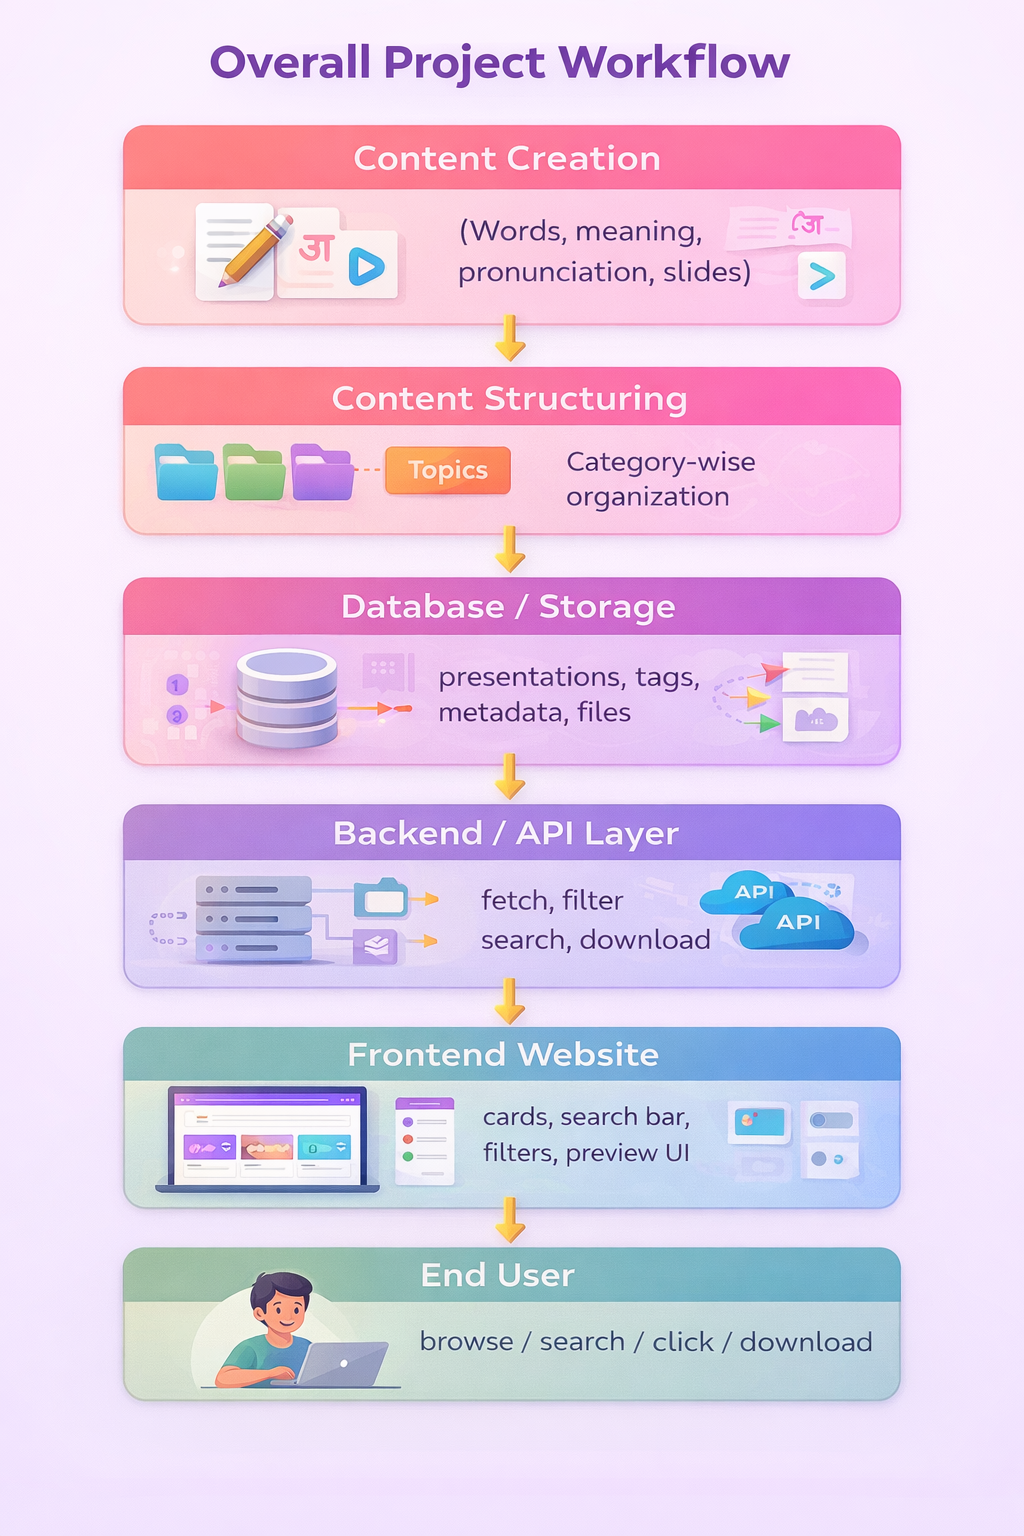 Overall Project Workflow
Content Creation
(Words, meaning,
pronunciation, slides)
Content Structuring
Topics
Category-wise
organization
Database / Storage
1
presentations, tags,
metadata, files
Backend / API Layer
fetch, filter
search, download
API
API
Frontend Website
cards, search bar,
filters, preview UI
End User
browse / search / click / download